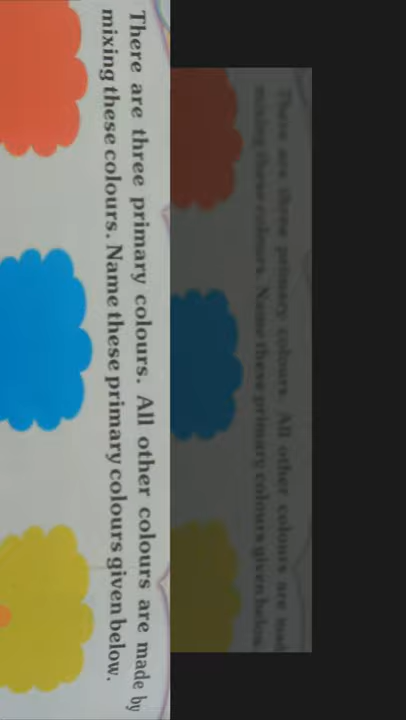 There are three primary colours. All other colours are made by
mixing these colours. Name these primary colours given below.